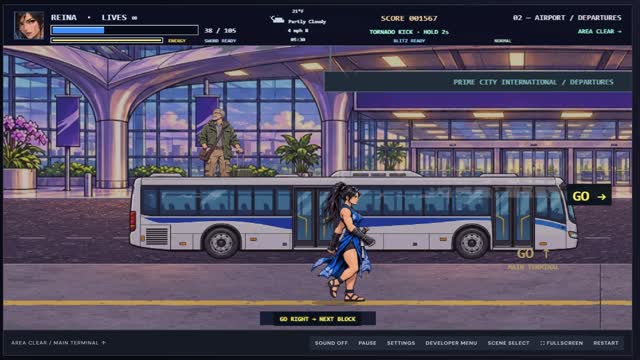 REINA • LIVES ∞
38 / 105
ENERGY
SWORD READY
21°F
Partly Cloudy
4 mph N
05:30
SCORE 001567
TORNADO KICK · HOLD 2s
BLITZ READY
NORMAL
02 — AIRPORT / DEPARTURES
AREA CLEAR →
PRIME CITY INTERNATIONAL / DEPARTURES
GO →
GO ↑
MAIN TERMINAL
GO RIGHT → NEXT BLOCK
AREA CLEAR / MAIN TERMINAL ↑
SOUND OFF
PAUSE
SETTINGS
DEVELOPER MENU
SCENE SELECT
FULLSCREEN
RESTART